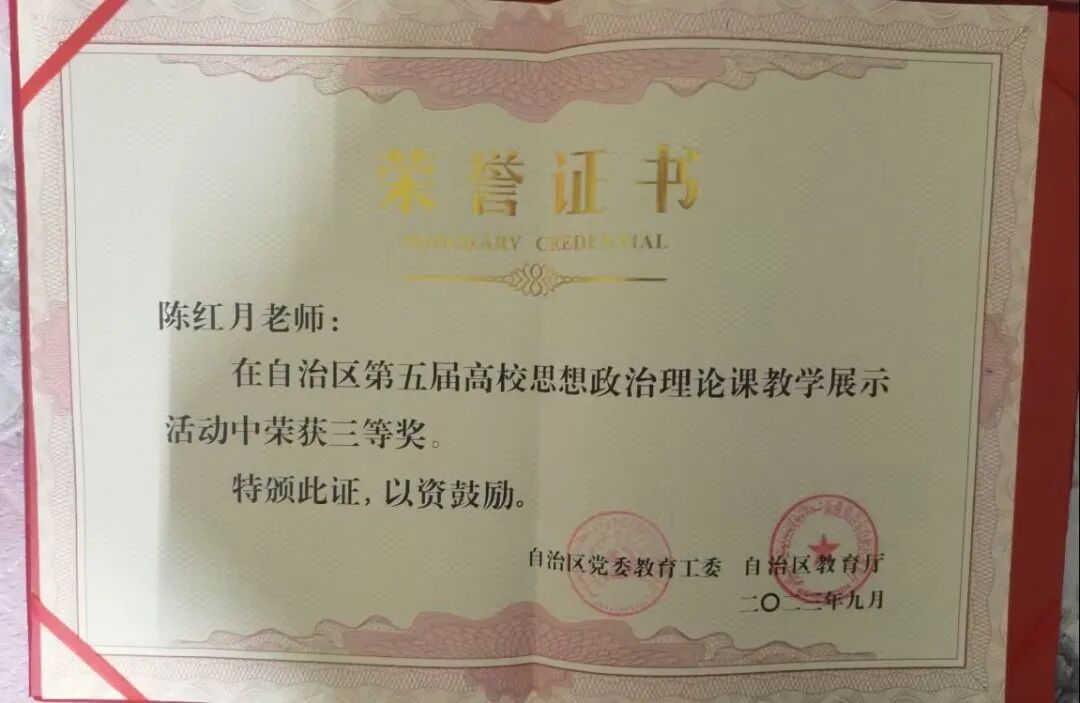 荣誉证书
HONORARY CREDENTIAL
陈红月老师：
在自治区第五届高校思想政治理论课教学展示
活动中荣获三等奖。
特颁此证，以资鼓励。
自治区党委教育工委 自治区教育厅
二〇二二年九月